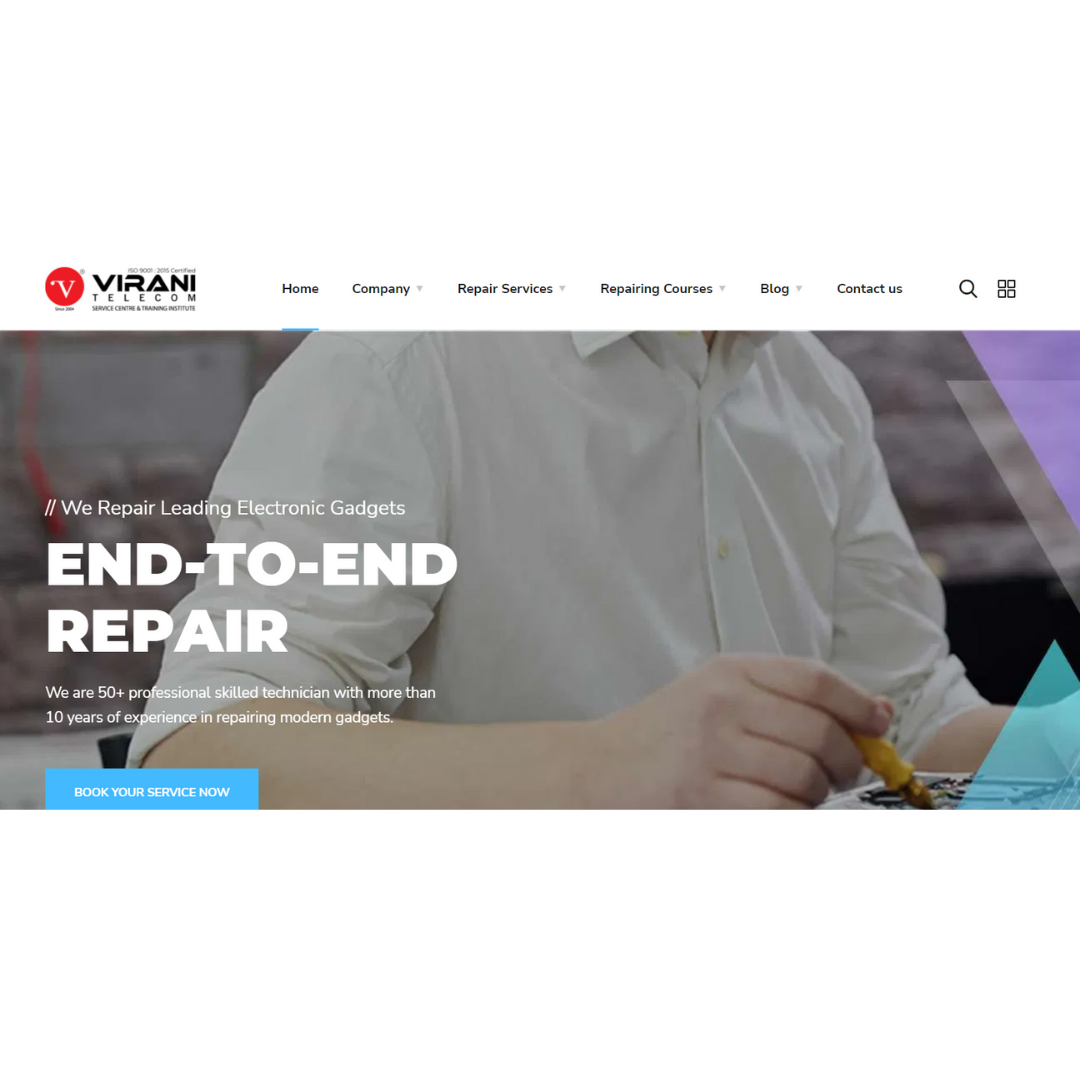 ISO 9001 : 2015 Certified
V
®
VIRANI
TELECOM
Since 2004
SERVICE CENTRE & TRAINING INSTITUTE
Home
Company
Repair Services
Repairing Courses
Blog
Contact us
// We Repair Leading Electronic Gadgets
END-TO-END
REPAIR
We are 50+ professional skilled technician with more than
10 years of experience in repairing modern gadgets.
BOOK YOUR SERVICE NOW